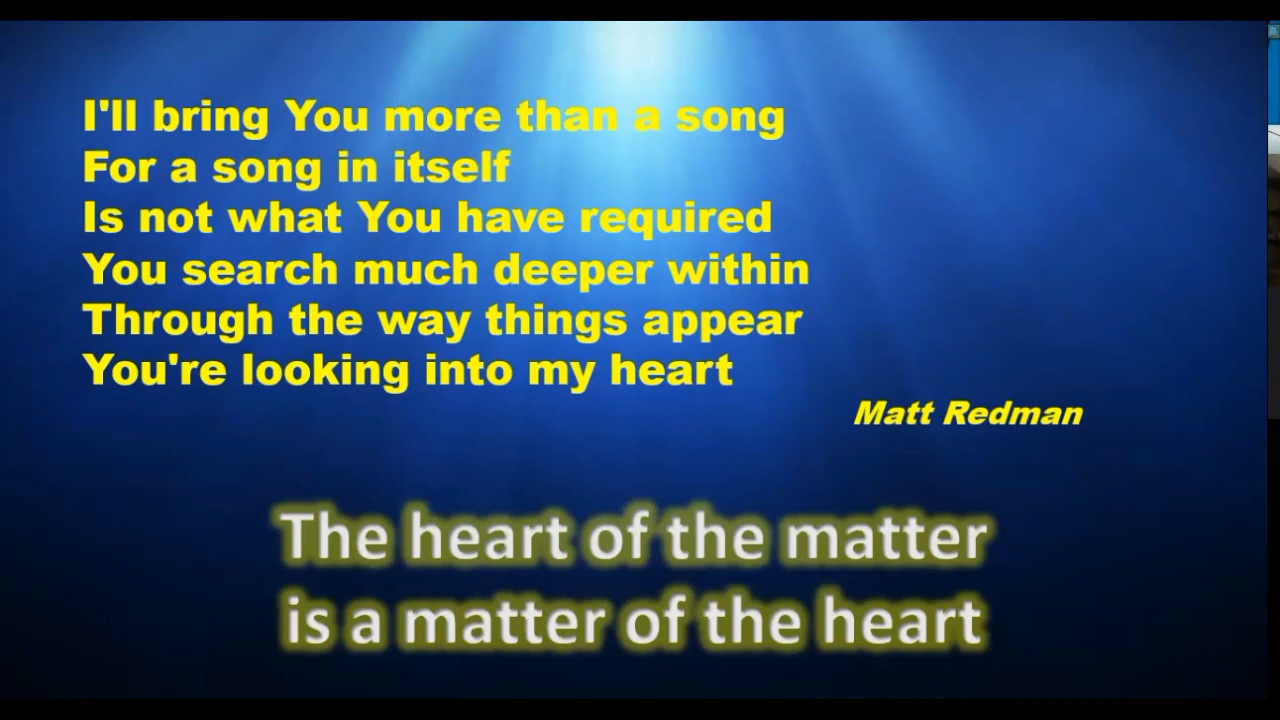 I'll bring You more than a song
For a song in itself
Is not what You have required
You search much deeper within
Through the way things appear
You're looking into my heart
Matt Redman
The heart of the matter
is a matter of the heart